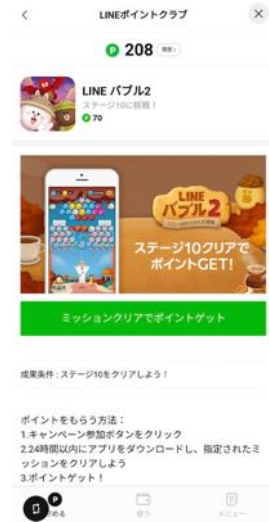 LINEポイントクラブ
P 208
LINE バブル2
ステージ10に挑戦！
P 70
LINE
バブル2
ステージ10クリアで
ポイントGET!
ミッションクリアでポイントゲット
成果条件 : ステージ10をクリアしよう！
ポイントをもらう方法：
1.キャンペーン参加ボタンをクリック
2.24時間以内にアプリをダウンロードし、指定されたミ
ッションをクリアしよう
3.ポイントゲット！
める
使う
メニュー